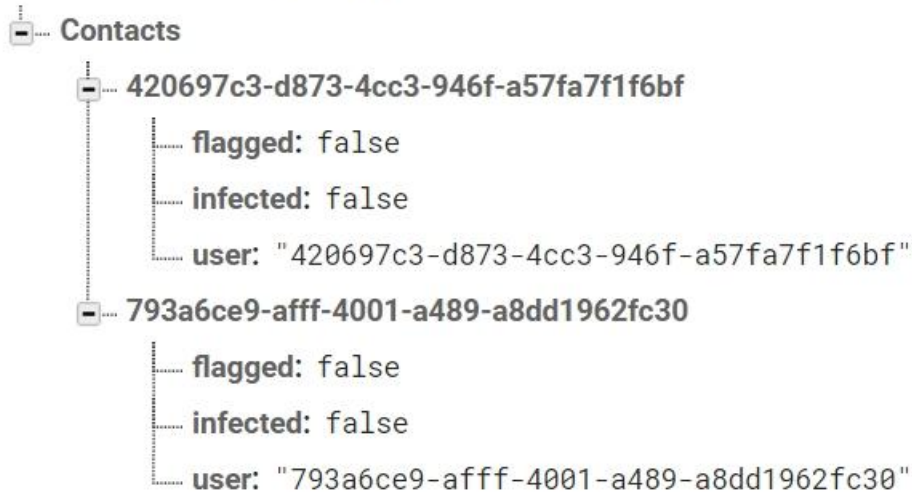 Contacts
420697c3-d873-4cc3-946f-a57fa7f1f6bf
flagged: false
infected: false
user: "420697c3-d873-4cc3-946f-a57fa7f1f6bf"
793a6ce9-afff-4001-a489-a8dd1962fc30
flagged: false
infected: false
user: "793a6ce9-afff-4001-a489-a8dd1962fc30"